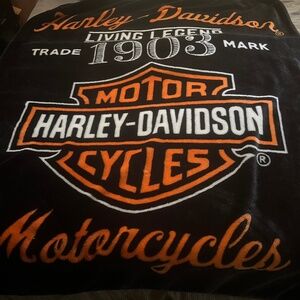 Harley-Davidson®
LIVING LEGEND
TRADE 1903 MARK
MOTOR
HARLEY-DAVIDSON
CYCLES
®
Motorcycles